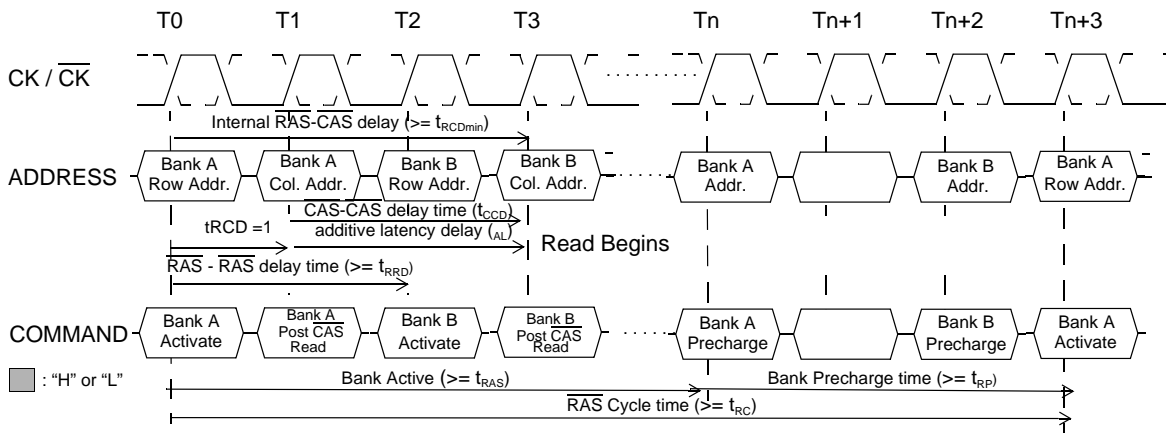 T0 T1 T2 T3 Tn Tn+1 Tn+2 Tn+3
CK / CK
Internal RAS-CAS delay (>= tRCDmin)
ADDRESS
Bank A Row Addr.
Bank A Col. Addr.
Bank B Row Addr.
Bank B Col. Addr.
Bank A Addr.
Bank B Addr.
Bank A Row Addr.
CAS-CAS delay time (tCCD)
tRCD =1
additive latency delay (AL)
Read Begins
RAS - RAS delay time (>= tRRD)
COMMAND
Bank A Activate
Bank A Post CAS Read
Bank B Activate
Bank B Post CAS Read
Bank A Precharge
Bank B Precharge
Bank A Activate
: “H” or “L”
Bank Active (>= tRAS)
Bank Precharge time (>= tRP)
RAS Cycle time (>= tRC)